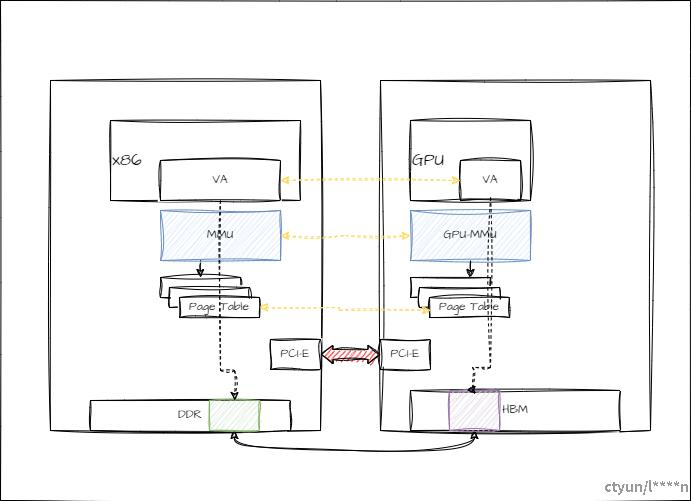 x86
VA
MMU
Page Table
PCI-E
DDR
GPU
VA
GPU-MMU
Page Table
PCI-E
HBM
ctyun/l****n